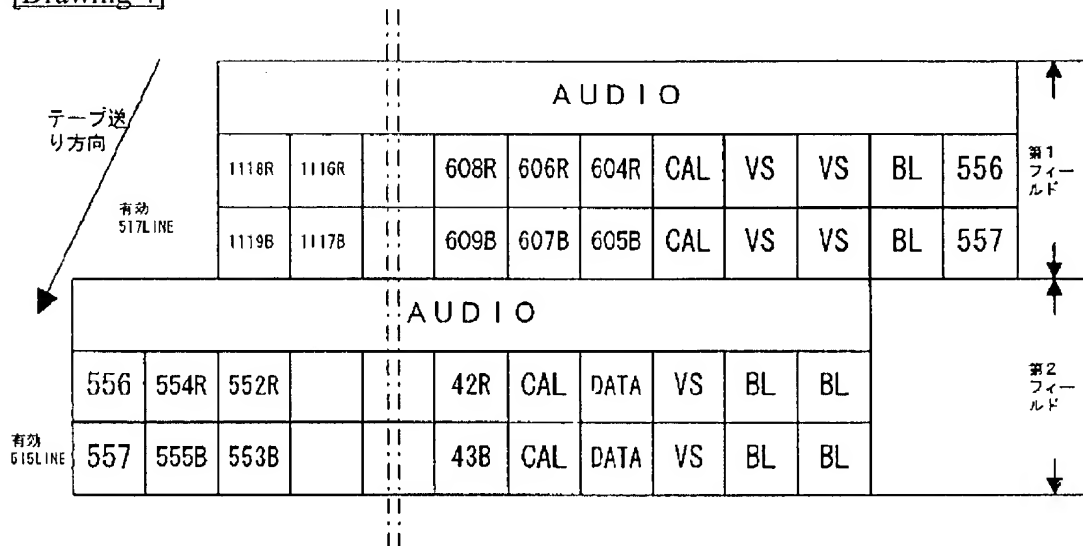 [Drawing 4]
テープ送
り方向
AUDIO
1118R 1116R 608R 606R 604R CAL VS VS BL 556
第1
フィー
ルド
有効
517LINE
1119B 1117B 609B 607B 605B CAL VS VS BL 557
AUDIO
556 554R 552R 42R CAL DATA VS BL BL
第2
フィー
ルド
有効
515LINE
557 555B 553B 43B CAL DATA VS BL BL